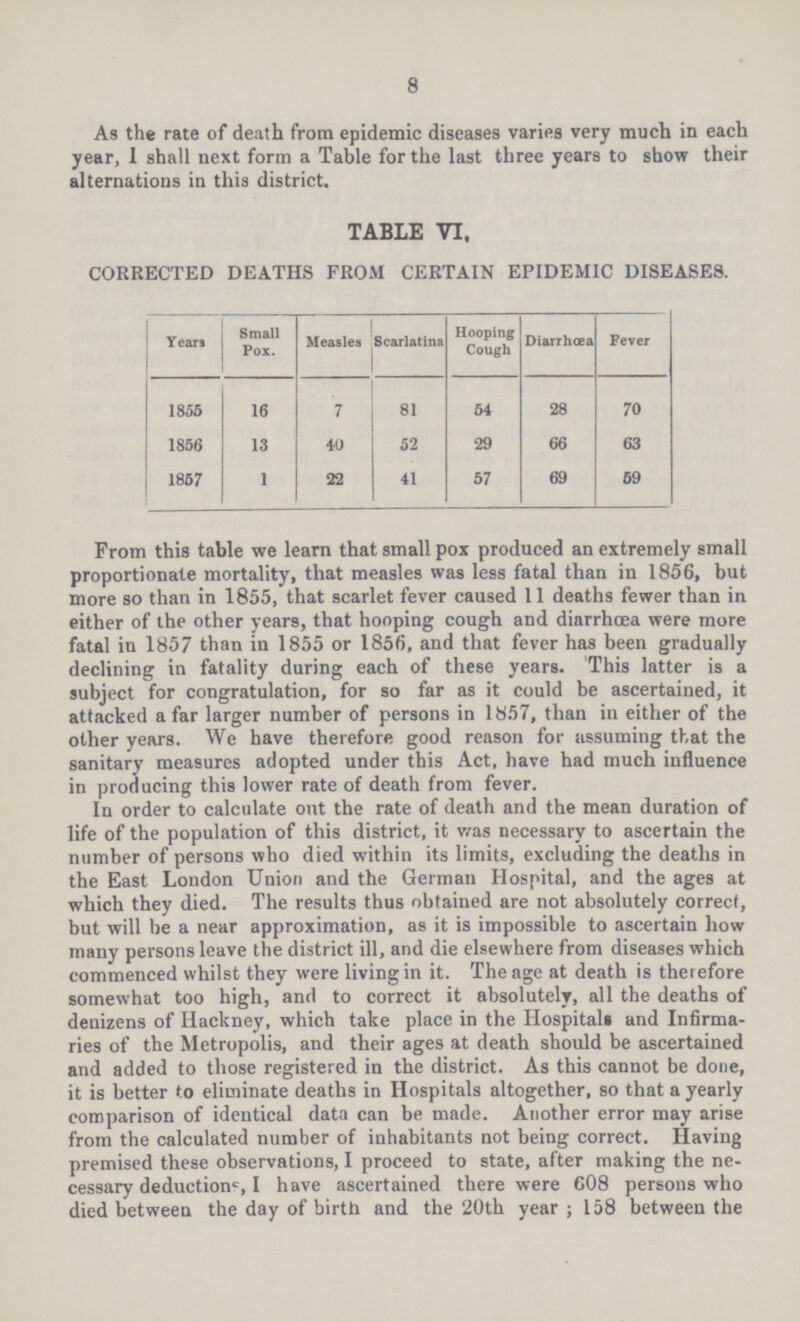 8
As the rate of death from epidemic diseases varies very much in each
year, I shall next form a Table for the last three years to show their
alternations in this district.
TABLE VI,
CORRECTED DEATHS FROM CERTAIN EPIDEMIC DISEASES.
Years Small Pox. Measles Scarlatina Hooping Cough Diarrhœa Fever
1855 16 7 81 54 28 70
1856 13 40 52 29 66 63
1857 1 22 41 57 69 59
From this table we learn that small pox produced an extremely small
proportionate mortality, that measles was less fatal than in 1856, but
more so than in 1855, that scarlet fever caused 11 deaths fewer than in
either of the other years, that hooping cough and diarrhœa were more
fatal in 1857 than in 1855 or 1856, and that fever has been gradually
declining in fatality during each of these years. This latter is a
subject for congratulation, for so far as it could be ascertained, it
attacked a far larger number of persons in 1857, than in either of the
other years. We have therefore good reason for assuming that the
sanitary measures adopted under this Act, have had much influence
in producing this lower rate of death from fever.
In order to calculate out the rate of death and the mean duration of
life of the population of this district, it was necessary to ascertain the
number of persons who died within its limits, excluding the deaths in
the East London Union and the German Hospital, and the ages at
which they died. The results thus obtained are not absolutely correct,
but will be a near approximation, as it is impossible to ascertain how
many persons leave the district ill, and die elsewhere from diseases which
commenced whilst they were living in it. The age at death is therefore
somewhat too high, and to correct it absolutely, all the deaths of
denizens of Hackney, which take place in the Hospitals and Infirma-
ries of the Metropolis, and their ages at death should be ascertained
and added to those registered in the district. As this cannot be done,
it is better to eliminate deaths in Hospitals altogether, so that a yearly
comparison of identical data can be made. Another error may arise
from the calculated number of inhabitants not being correct. Having
premised these observations, I proceed to state, after making the ne-
cessary deductions, I have ascertained there were 608 persons who
died between the day of birth and the 20th year ; 158 between the